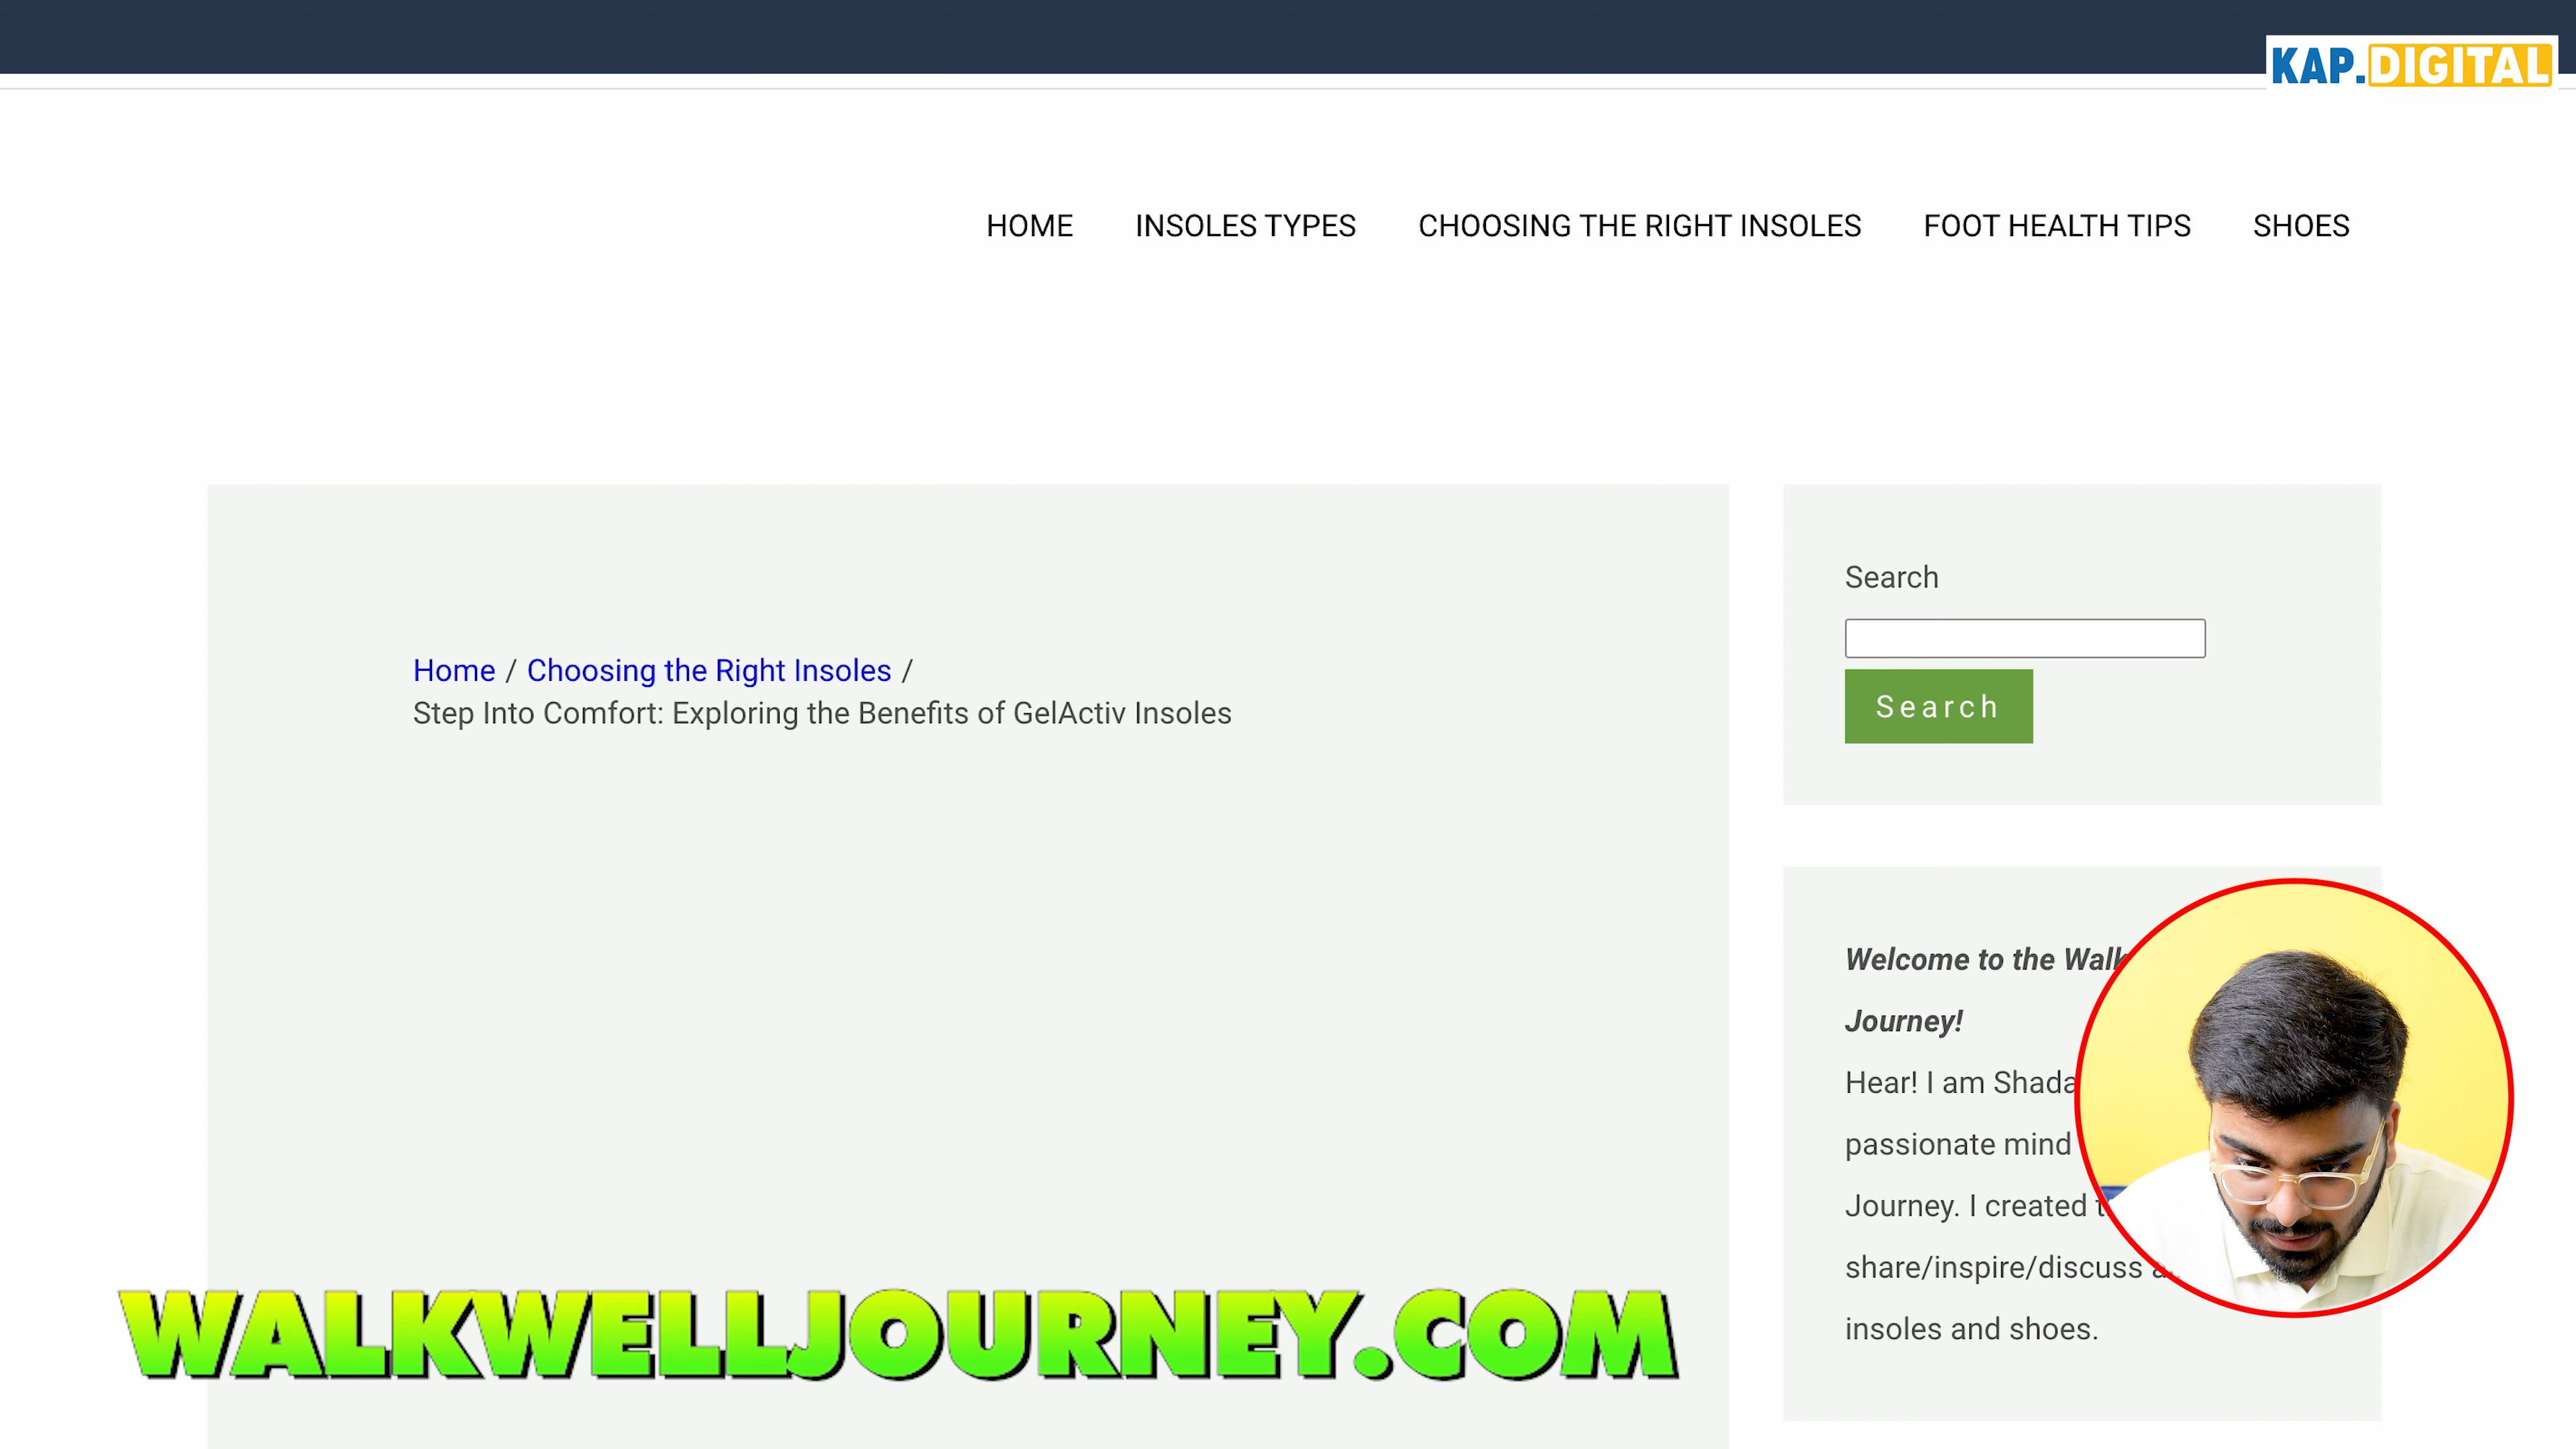 KAP.DIGITAL
HOME INSOLES TYPES CHOOSING THE RIGHT INSOLES FOOT HEALTH TIPS SHOES
Home / Choosing the Right Insoles /
Step Into Comfort: Exploring the Benefits of GelActiv Insoles
Search
Search
Welcome to the Walk
Journey!
Hear! I am Shada
passionate mind
Journey. I created
share/inspire/discuss
insoles and shoes.
WALKWELLJOURNEY.COM